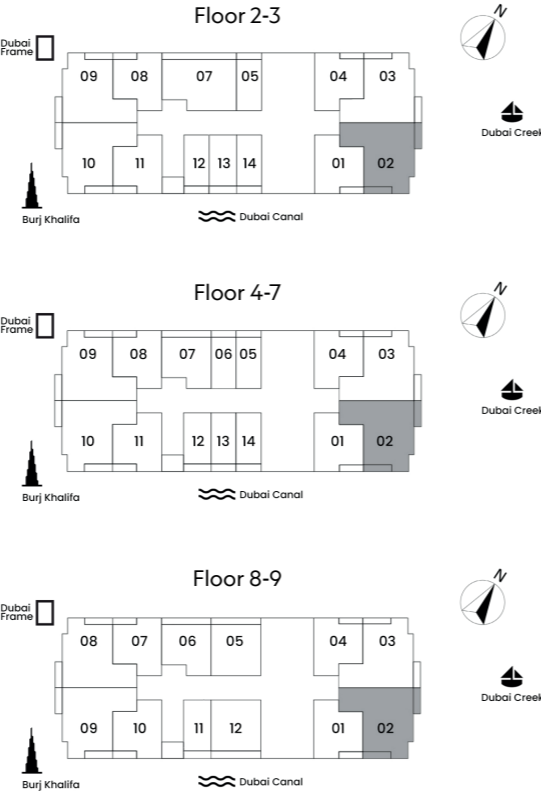 Floor 2-3
N
Dubai
Frame
09 08 07 05 04 03
Dubai Creek
10 11 12 13 14 01 02
Burj Khalifa
Dubai Canal
Floor 4-7
N
Dubai
Frame
09 08 07 06 05 04 03
Dubai Creek
10 11 12 13 14 01 02
Burj Khalifa
Dubai Canal
Floor 8-9
N
Dubai
Frame
08 07 06 05 04 03
Dubai Creek
09 10 11 12 01 02
Burj Khalifa
Dubai Canal